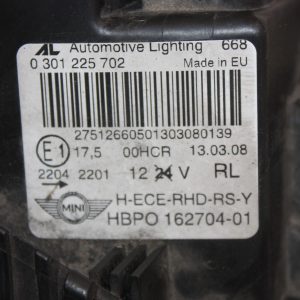 AL Automotive Lighting 668
0 301 225 702 Made in EU
27512660501303080139
E1 17,5 00HCR 13.03.08
2204 2201 12 24 V RL
MINI H-ECE-RHD-RS-Y
HBPO 162704-01